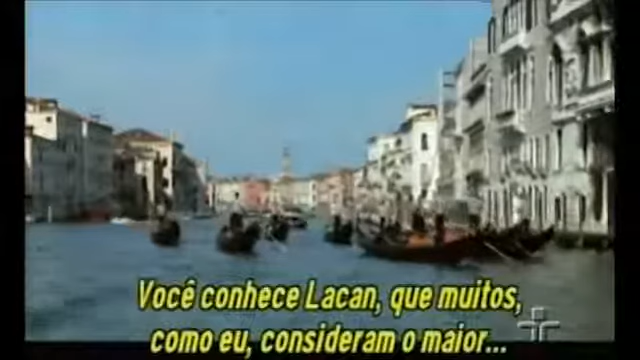 Você conhece Lacan, que muitos,
como eu, consideram o maior...